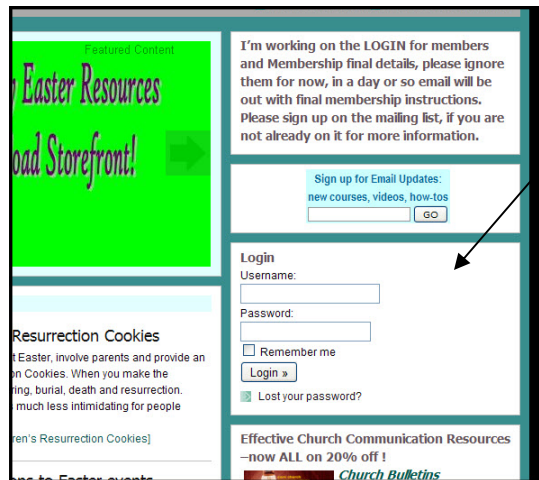 Featured Content
Easter Resources
oad Storefront!
Resurrection Cookies
t Easter, involve parents and provide an
on Cookies. When you make the
ring, burial, death and resurrection.
much less intimidating for people
ren's Resurrection Cookies]
ons to Easter events
I'm working on the LOGIN for members
and Membership final details, please ignore
them for now, in a day or so email will be
out with final membership instructions.
Please sign up on the mailing list, if you are
not already on it for more information.
Sign up for Email Updates:
new courses, videos, how-tos
GO
Login
Username:
Password:
Remember me
Login »
Lost your password?
Effective Church Communication Resources
–now ALL on 20% off !
Church Bulletins